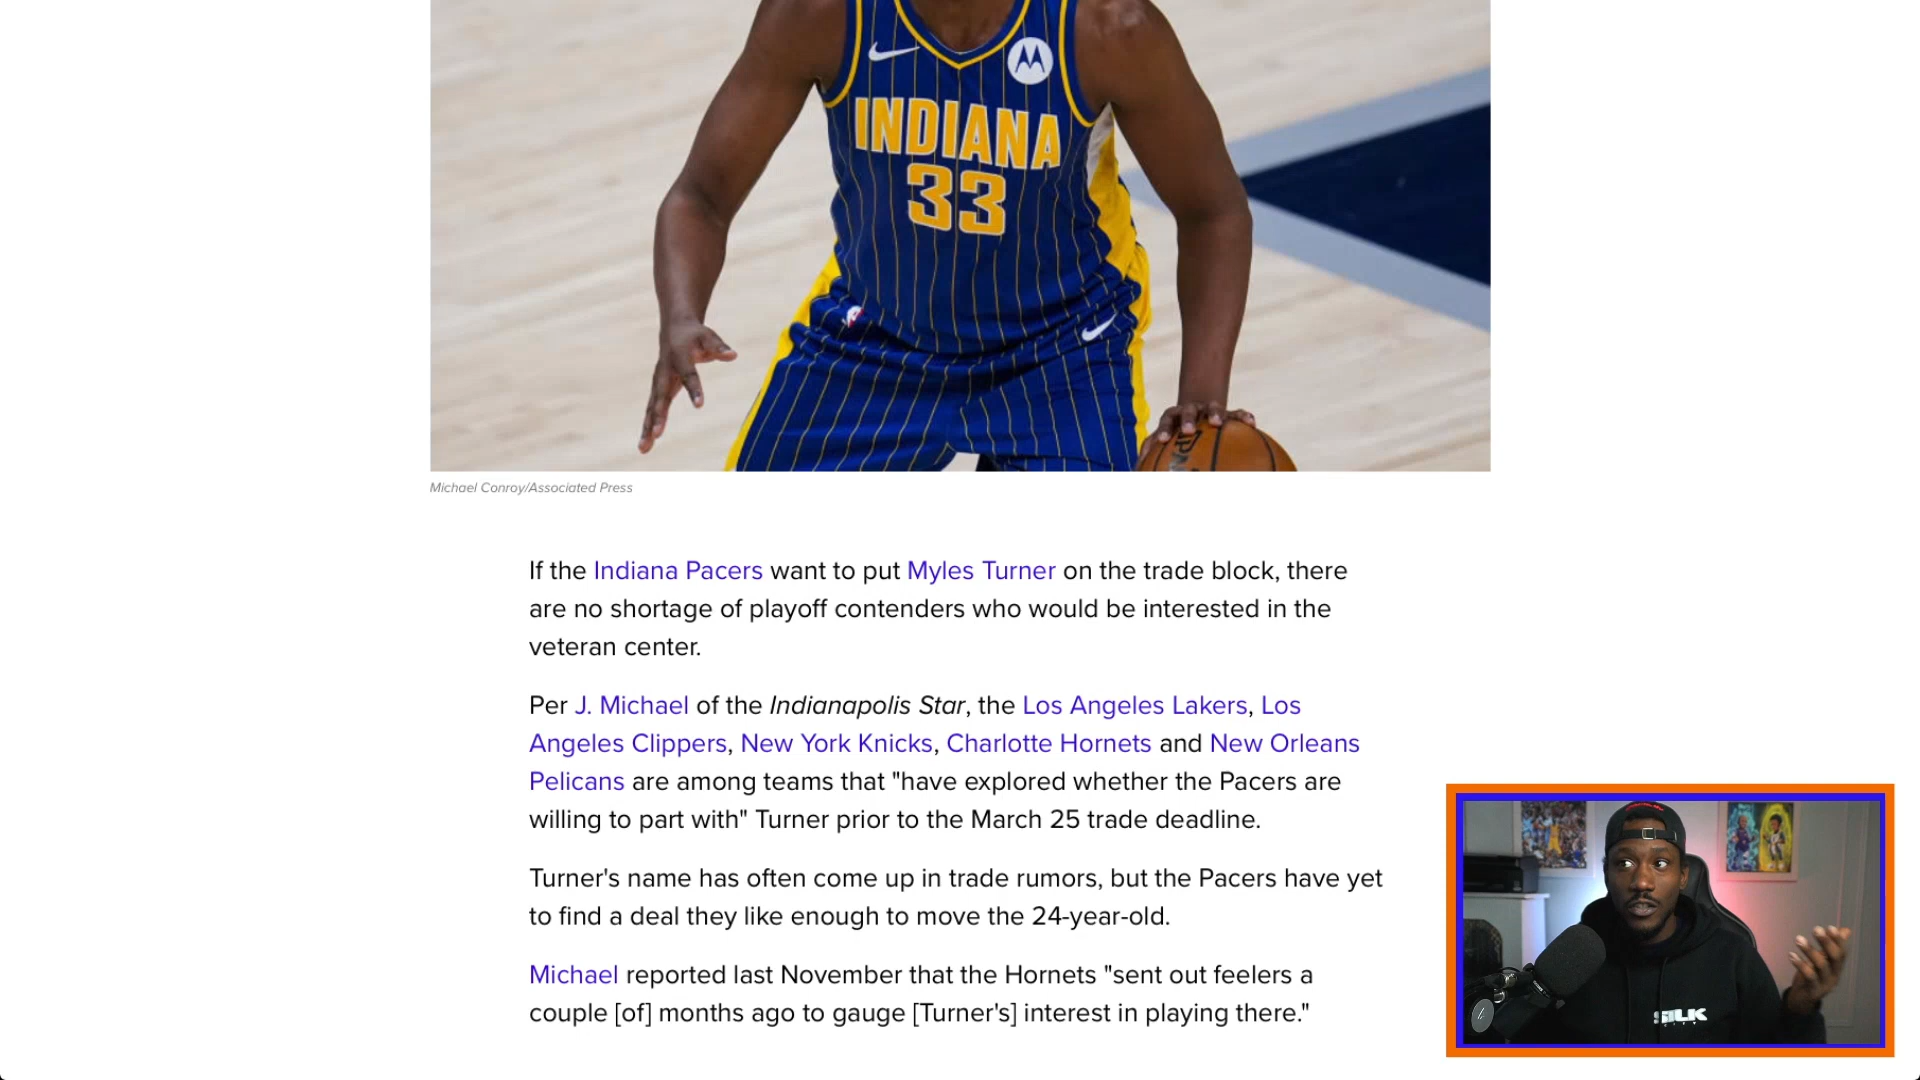 INDIANA
33
Michael Conroy/Associated Press
If the Indiana Pacers want to put Myles Turner on the trade block, there
are no shortage of playoff contenders who would be interested in the
veteran center.
Per J. Michael of the Indianapolis Star, the Los Angeles Lakers, Los
Angeles Clippers, New York Knicks, Charlotte Hornets and New Orleans
Pelicans are among teams that "have explored whether the Pacers are
willing to part with" Turner prior to the March 25 trade deadline.
Turner's name has often come up in trade rumors, but the Pacers have yet
to find a deal they like enough to move the 24-year-old.
Michael reported last November that the Hornets "sent out feelers a
couple [of] months ago to gauge [Turner's] interest in playing there."
SILK